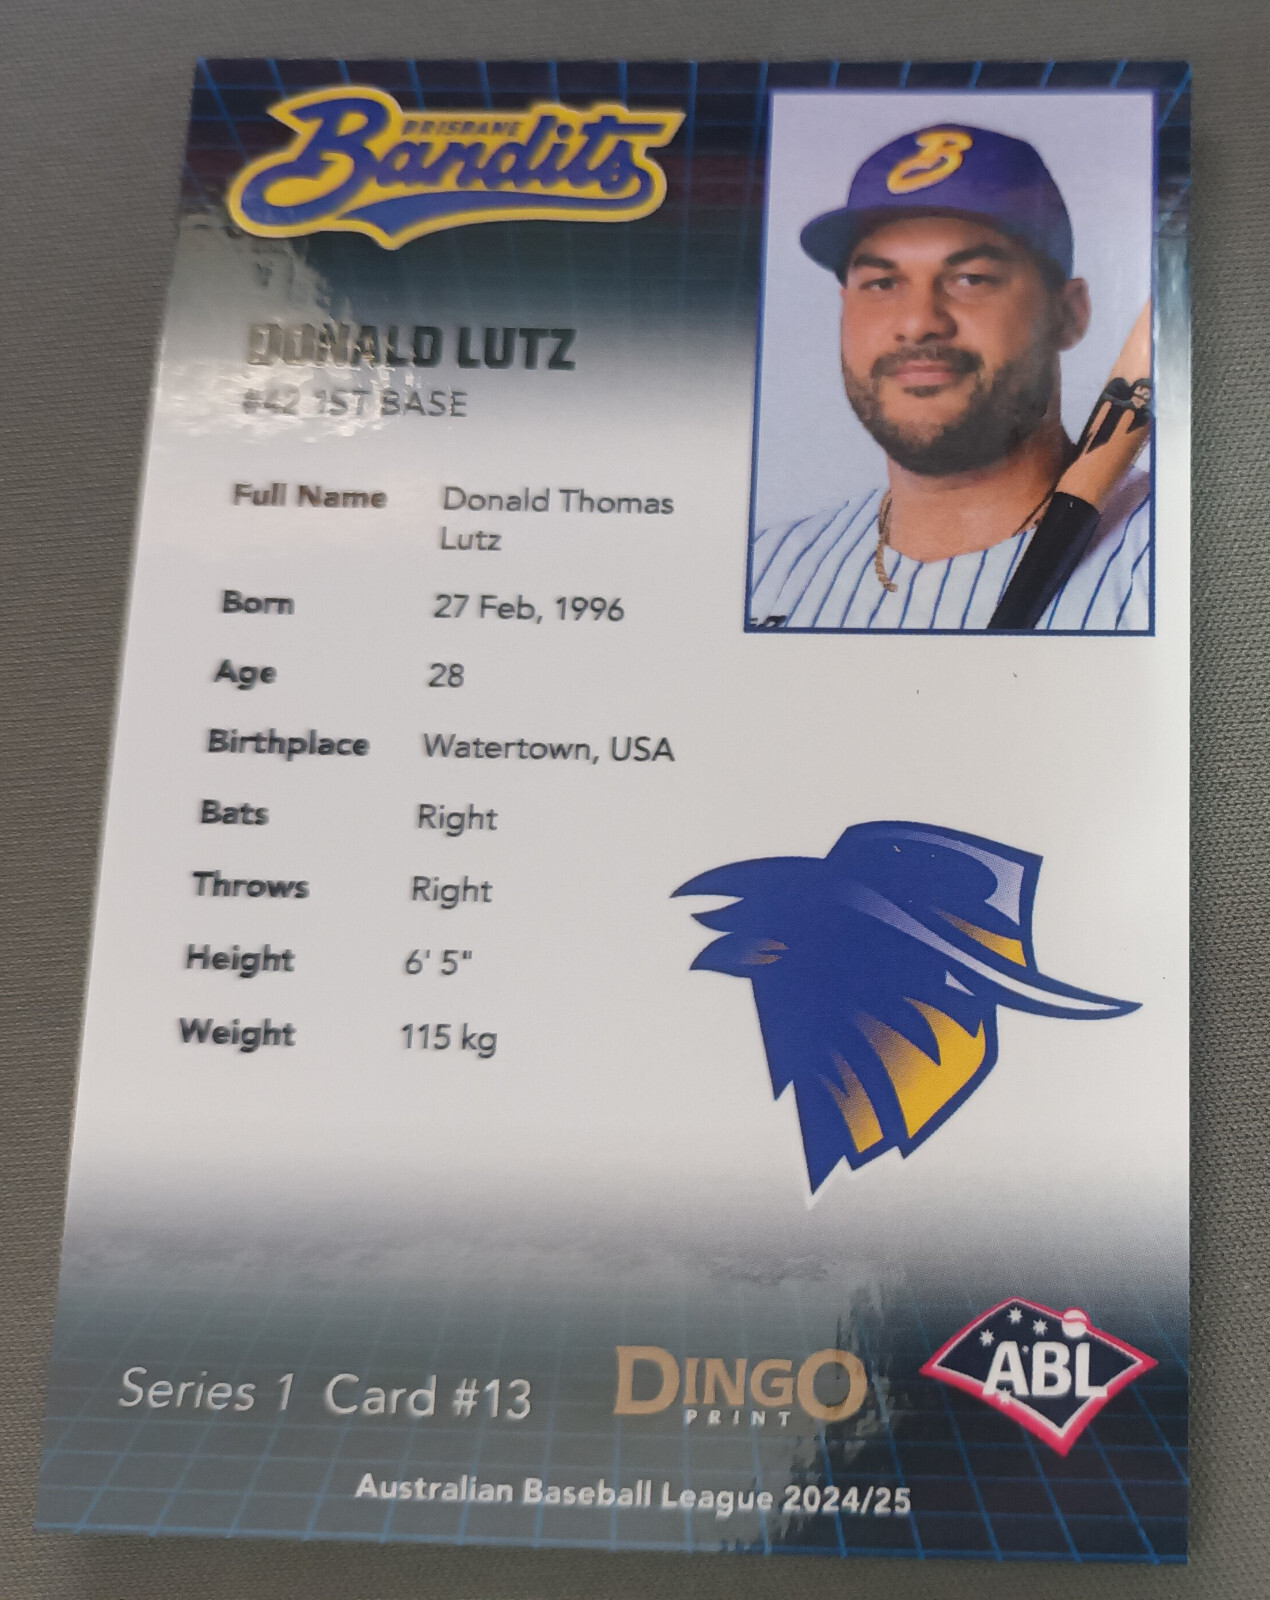 BRISBANE
Bandits
B
DONALD LUTZ
#42 1ST BASE
Full Name Donald Thomas
Lutz
Born 27 Feb, 1996
Age 28
Birthplace Watertown, USA
Bats Right
Throws Right
Height 6' 5"
Weight 115 kg
Series 1 Card #13
DINGO
PRINT
ABL
Australian Baseball League 2024/25